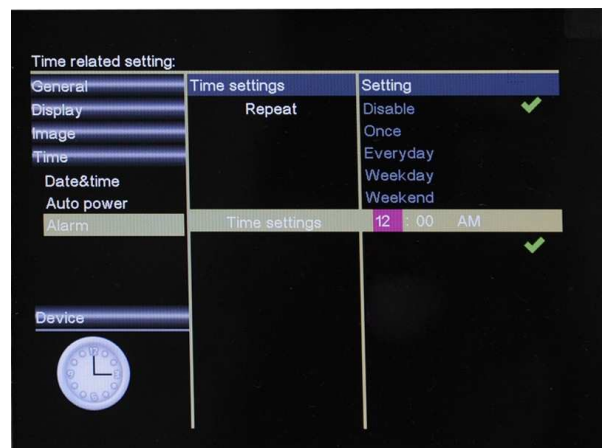 Time related setting:
General
Display
Image
Time
Date&time
Auto power
Alarm
Device
Time settings
Repeat
Time settings
Setting
Disable
Once
Everyday
Weekday
Weekend
12 : 00 AM